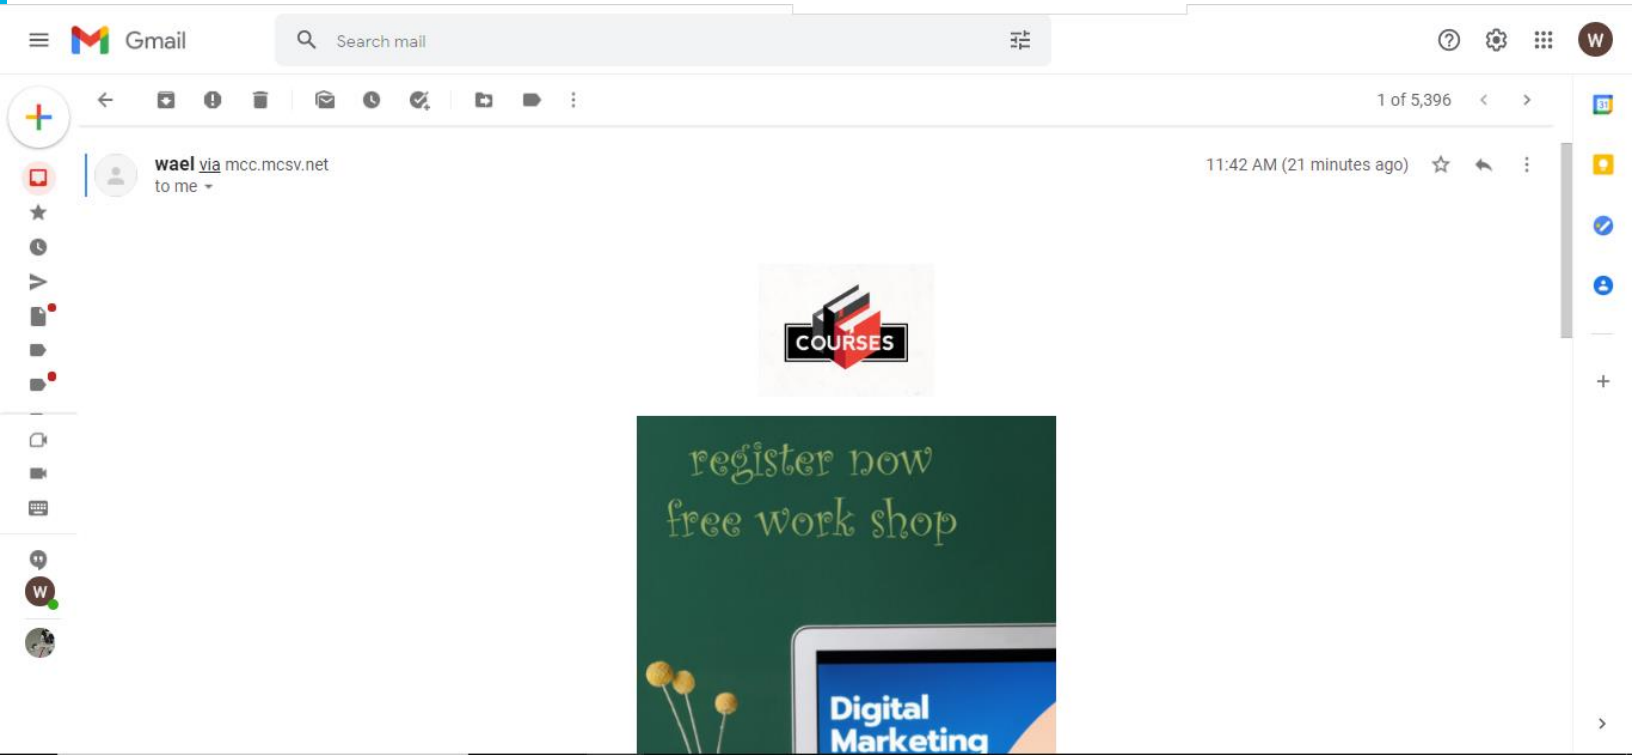 Gmail
Search mail
W
1 of 5,396
31
wael via mcc.mcsv.net
11:42 AM (21 minutes ago)
to me
COURSES
register now
free work shop
W
Digital
Marketing